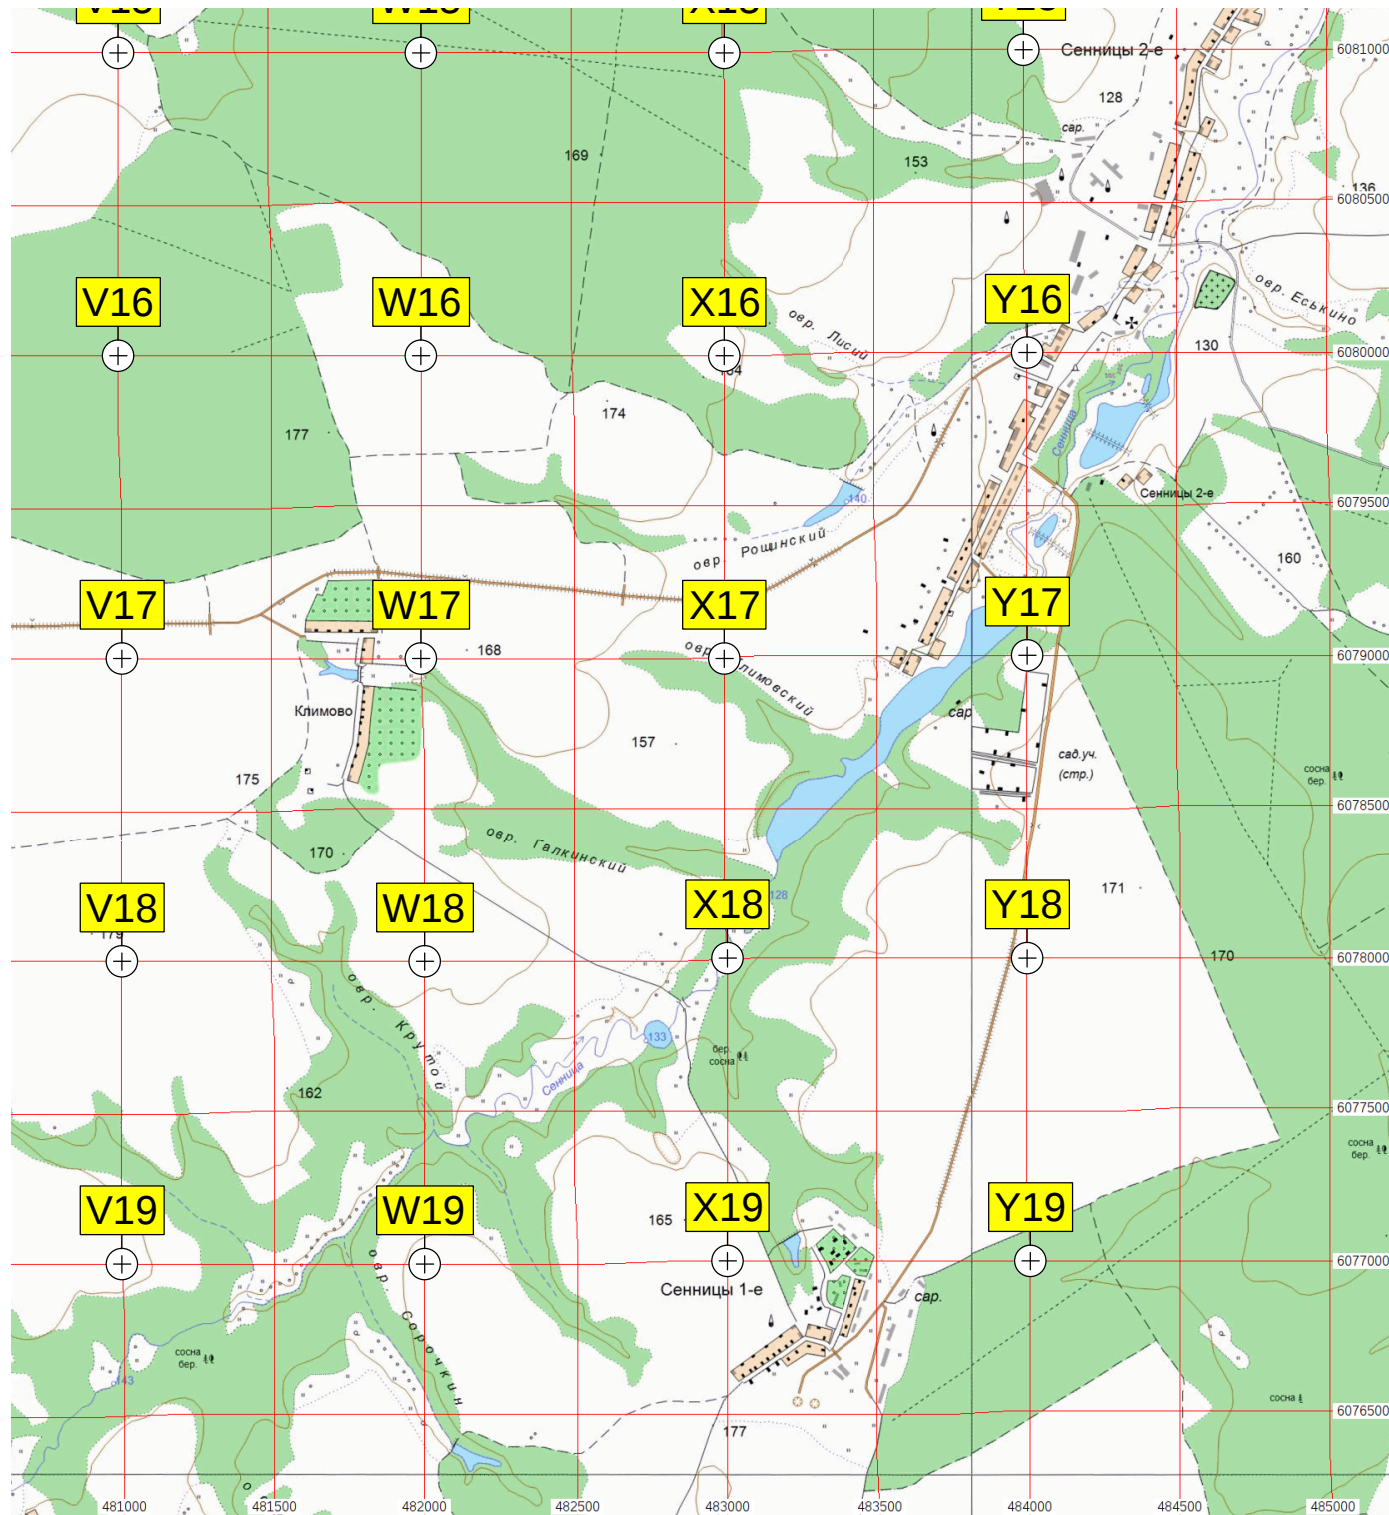 6081000
Сенницы 2-е
128
сар.
169
153
136
6080500
овр. Еськино
V16
W16
X16
Y16
овр. Лисий
130
6080000
174
177
Сенница
140
Сенницы 2-е
6079500
овр. Рощинский
160
V17
W17
X17
Y17
168
6079000
Климово
157
сар
сад.уч.
(стр.)
175
сосна
бер.
6078500
овр. Галкинский
170
128
171
V18
W18
X18
Y18
179
170
6078000
овр. Крутой
133
бер.
сосна
Сенница
162
6077500
сосна
бер.
V19
W19
X19
Y19
165
6077000
Сенницы 1-е
сар.
овр. Сорочкин
сосна
бер.
143
сосна
177
6076500
481000
481500
482000
482500
483000
483500
484000
484500
485000